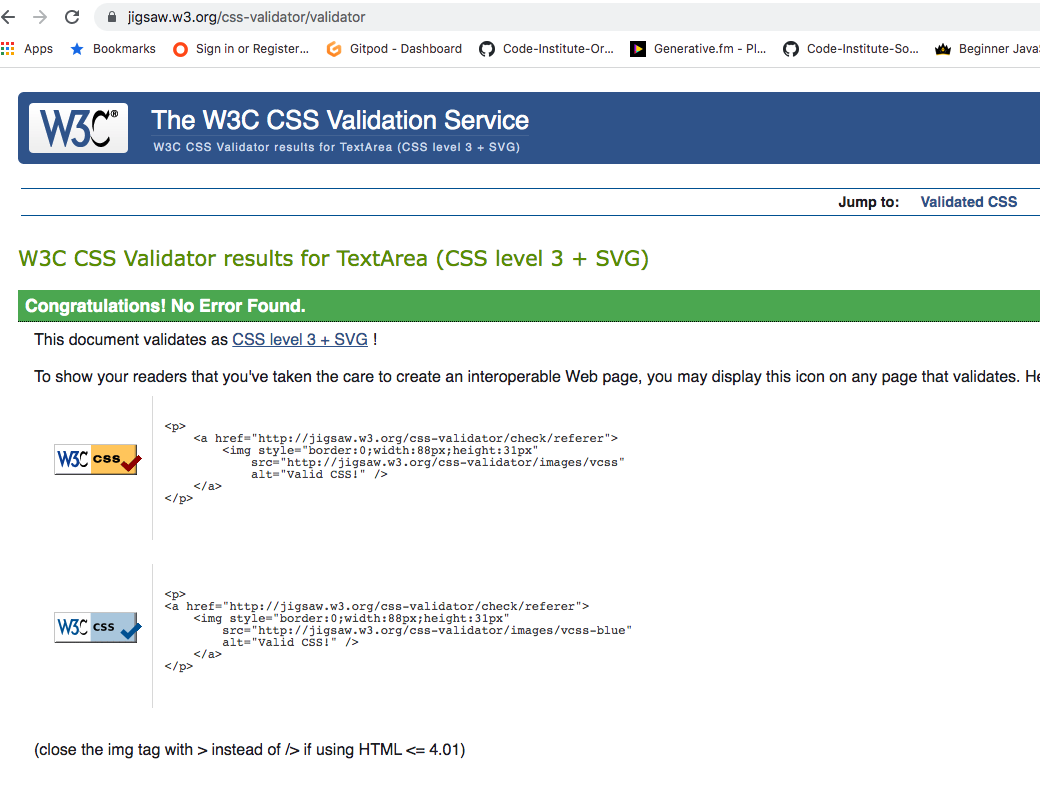 jigsaw.w3.org/css-validator/validator
Apps Bookmarks Sign in or Register... Gitpod - Dashboard Code-Institute-Or... Generative.fm - Pl... Code-Institute-So... Beginner Java
W3C®
The W3C CSS Validation Service
W3C CSS Validator results for TextArea (CSS level 3 + SVG)
Jump to: Validated CSS
W3C CSS Validator results for TextArea (CSS level 3 + SVG)
Congratulations! No Error Found.
This document validates as CSS level 3 + SVG !
To show your readers that you've taken the care to create an interoperable Web page, you may display this icon on any page that validates. He
W3C css
<p>
<a href="http://jigsaw.w3.org/css-validator/check/referer">
<img style="border:0;width:88px;height:31px"
src="http://jigsaw.w3.org/css-validator/images/vcss"
alt="Valid CSS!" />
</a>
</p>
W3C css
<p>
<a href="http://jigsaw.w3.org/css-validator/check/referer">
<img style="border:0;width:88px;height:31px"
src="http://jigsaw.w3.org/css-validator/images/vcss-blue"
alt="Valid CSS!" />
</a>
</p>
(close the img tag with > instead of /> if using HTML <= 4.01)